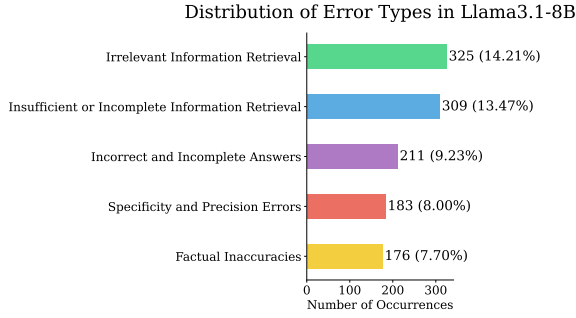 Distribution of Error Types in Llama3.1-8B
Irrelevant Information Retrieval 325 (14.21%)
Insufficient or Incomplete Information Retrieval 309 (13.47%)
Incorrect and Incomplete Answers 211 (9.23%)
Specificity and Precision Errors 183 (8.00%)
Factual Inaccuracies 176 (7.70%)
0 100 200 300
Number of Occurrences